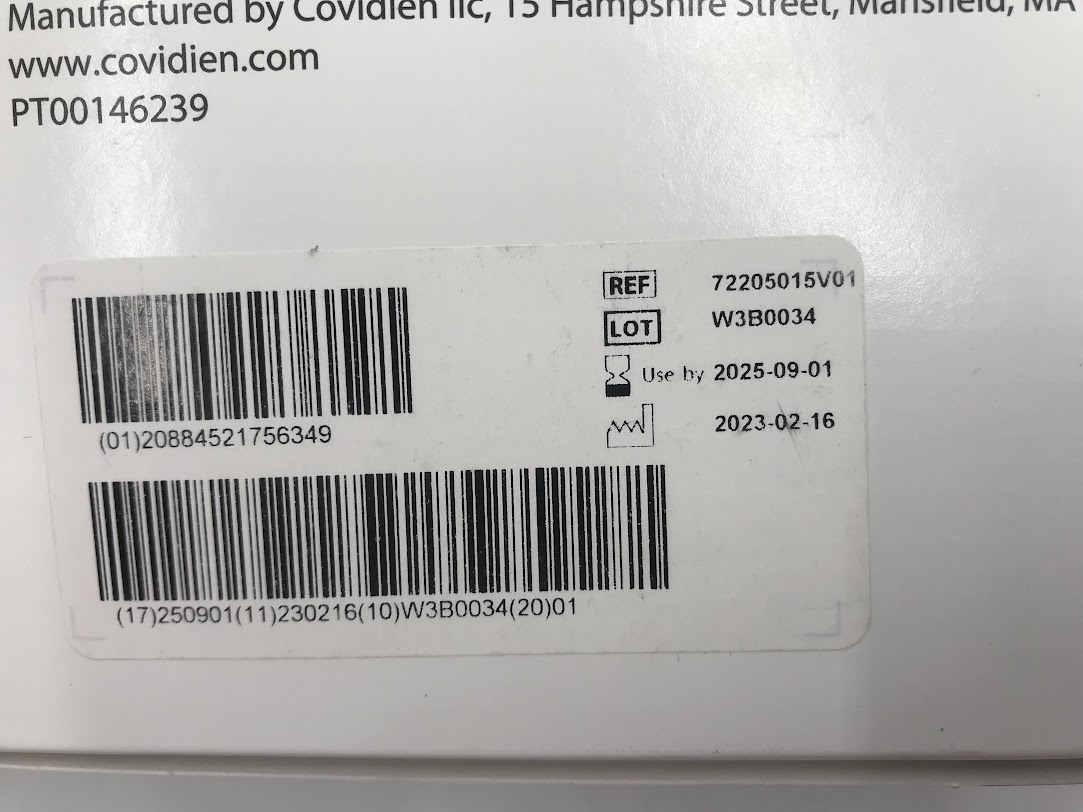 Manufactured by Covidien llc, 15 Hampshire Street, Mansfield, MA
www.covidien.com
PT00146239
REF 72205015V01
LOT W3B0034
Use by 2025-09-01
2023-02-16
(01)20884521756349
(17)250901(11)230216(10)W3B0034(20)01